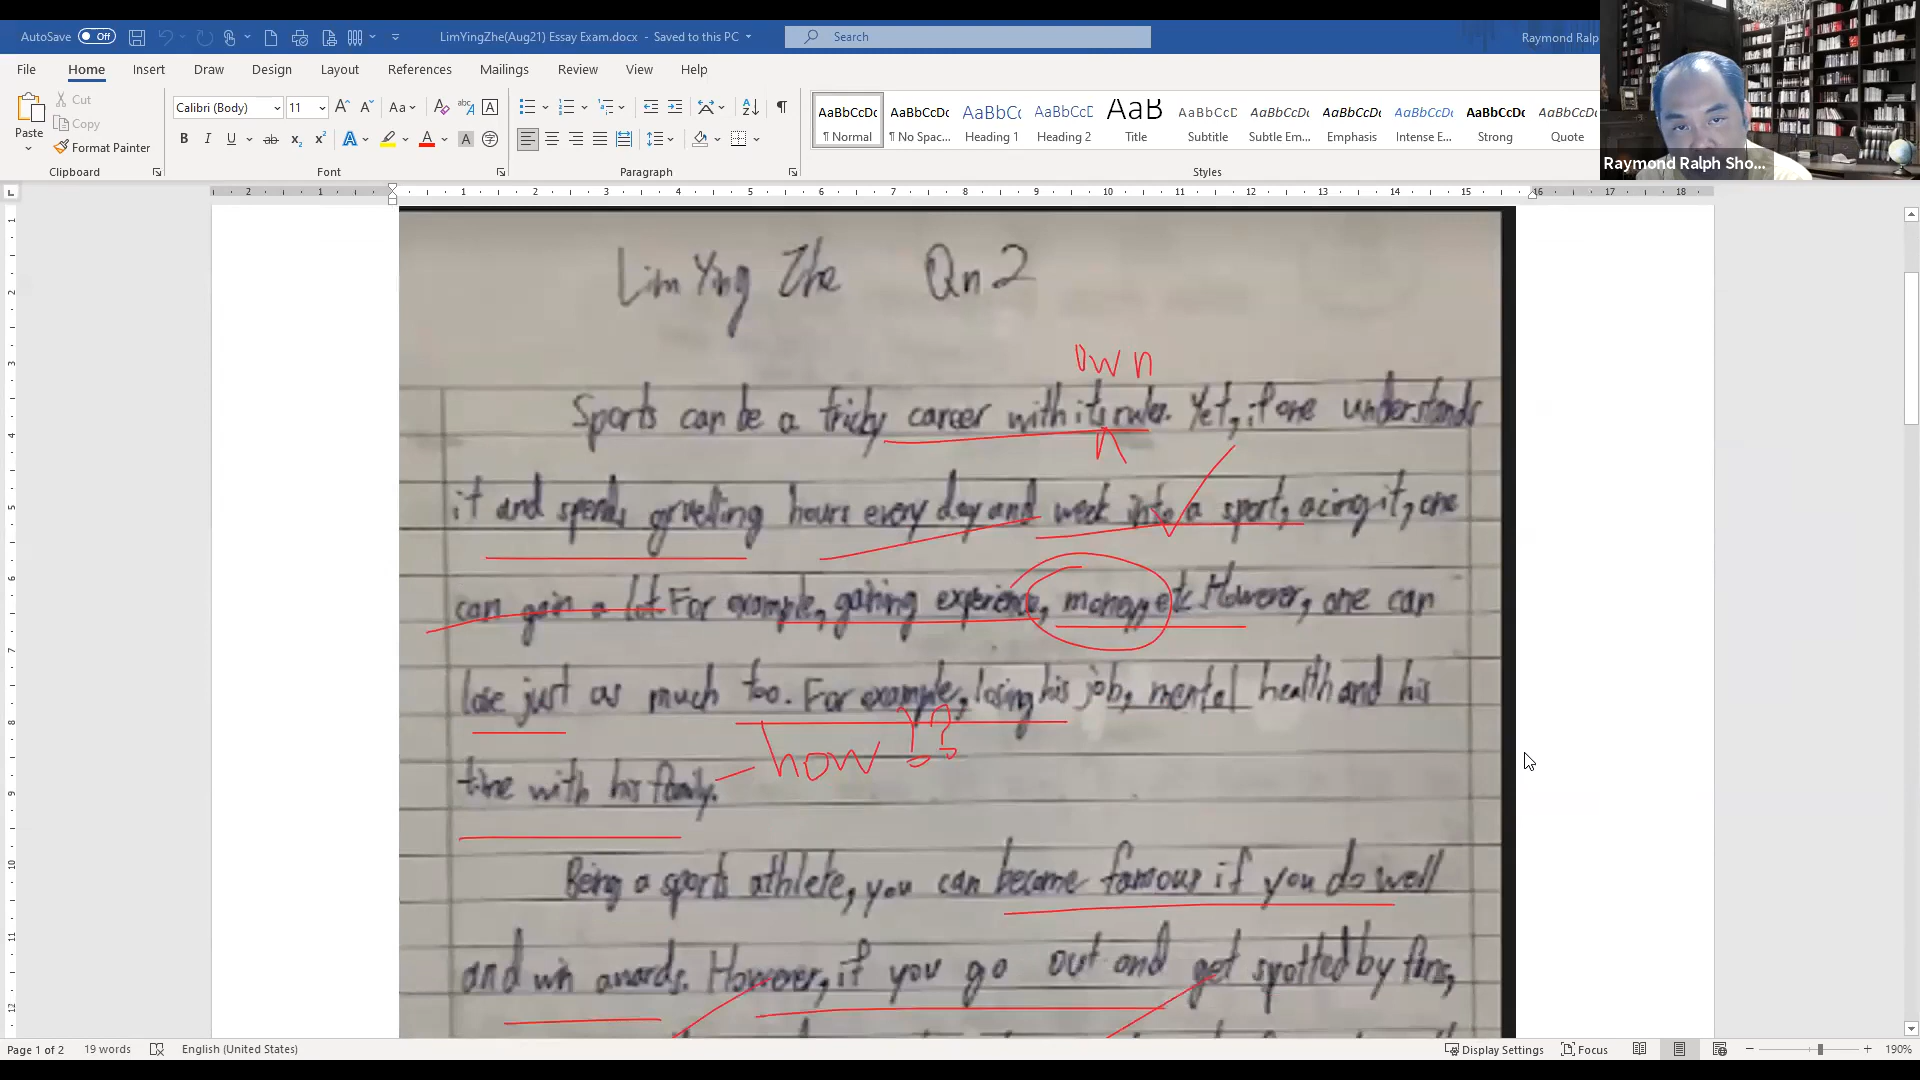 AutoSave Off
LimYingZhe(Aug21) Essay Exam.docx - Saved to this PC
Search
Raymond Ralp
File Home Insert Draw Design Layout References Mailings Review View Help
Paste
Cut
Copy
Format Painter
Clipboard
Calibri (Body) 11
Font
Paragraph
AaBbCcDc ¶ Normal
AaBbCcDc ¶ No Spac...
AaBbCc Heading 1
AaBbCcD Heading 2
AaB Title
AaBbCcD Subtitle
AaBbCcDc Subtle Em...
AaBbCcDc Emphasis
AaBbCcDc Intense E...
AaBbCcDc Strong
AaBbCcDc Quote
Styles
Raymond Ralph Sho...
Lim Ying Zhe Qn 2
own
Sports can be a tricky career with its rules. Yet, if one understands
it and spends gruelling hours every day and week into a sport, acing it, one
can gain a lot. For example, gaining experience, money, etc. However, one can
lose just as much too. For example, losing his job, mental health and his
how !?
time with his family.
Being a sports athlete, you can become famous if you do well
and win awards. However, if you go out and get spotted by fans,
Page 1 of 2 19 words English (United States)
Display Settings Focus 190%